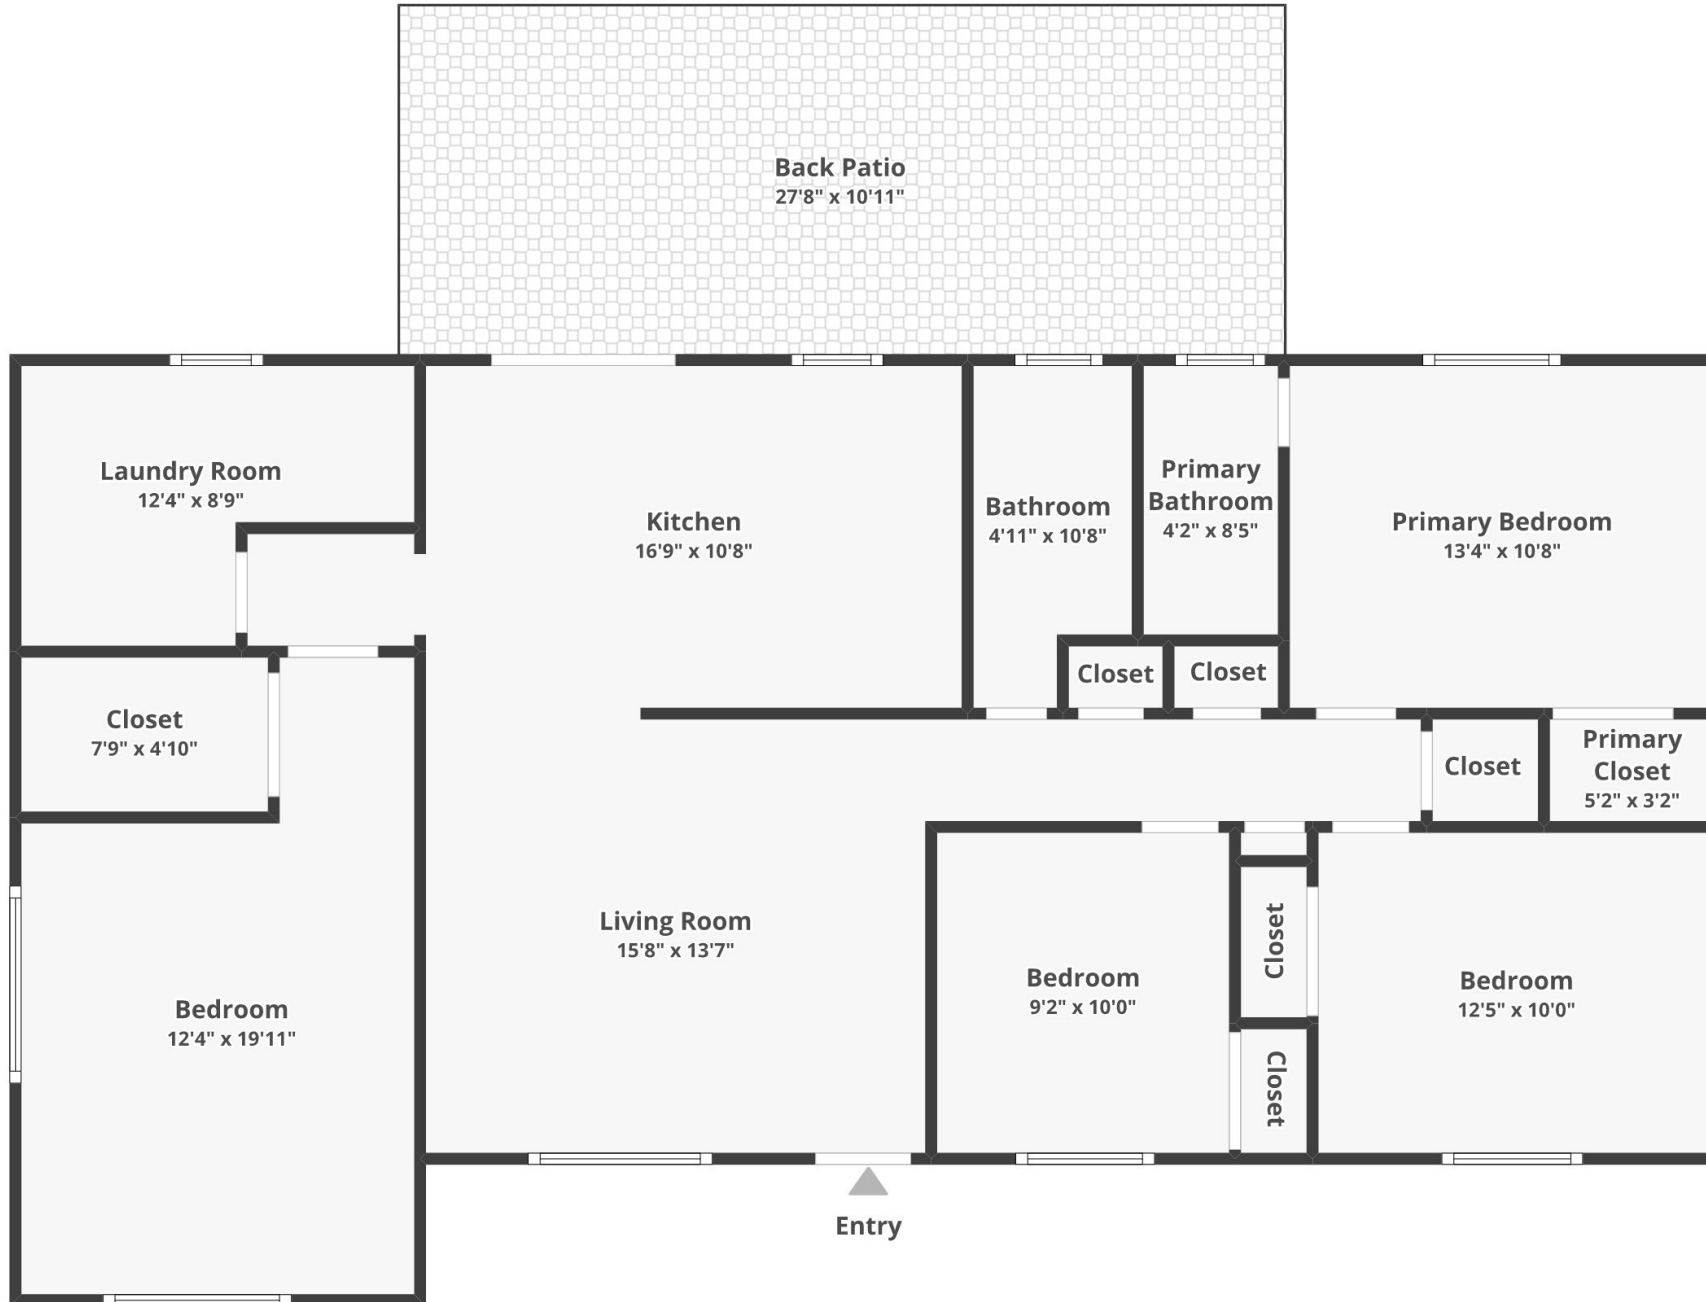 Back Patio
27'8" x 10'11"
Laundry Room
12'4" x 8'9"
Kitchen
16'9" x 10'8"
Bathroom
4'11" x 10'8"
Primary
Bathroom
4'2" x 8'5"
Primary Bedroom
13'4" x 10'8"
Closet
Closet
Closet
7'9" x 4'10"
Closet
Primary
Closet
5'2" x 3'2"
Living Room
15'8" x 13'7"
Bedroom
12'4" x 19'11"
Bedroom
9'2" x 10'0"
Closet
Closet
Bedroom
12'5" x 10'0"
Entry